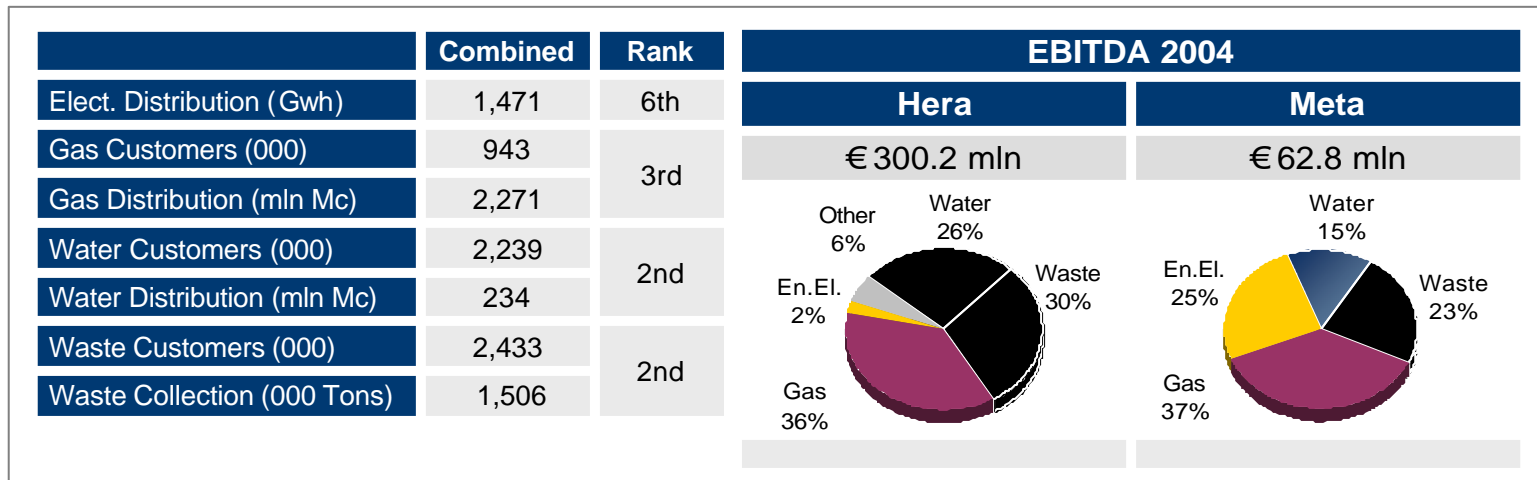 Combined Rank
Elect. Distribution (Gwh) 1,471 6th
Gas Customers (000) 943
3rd
Gas Distribution (mln Mc) 2,271
Water Customers (000) 2,239
2nd
Water Distribution (mln Mc) 234
Waste Customers (000) 2,433
2nd
Waste Collection (000 Tons) 1,506
EBITDA 2004
Hera
€ 300.2 mln
Other
6%
Water
26%
Waste
30%
En.El.
2%
Gas
36%
Meta
€ 62.8 mln
Water
15%
En.El.
25%
Waste
23%
Gas
37%